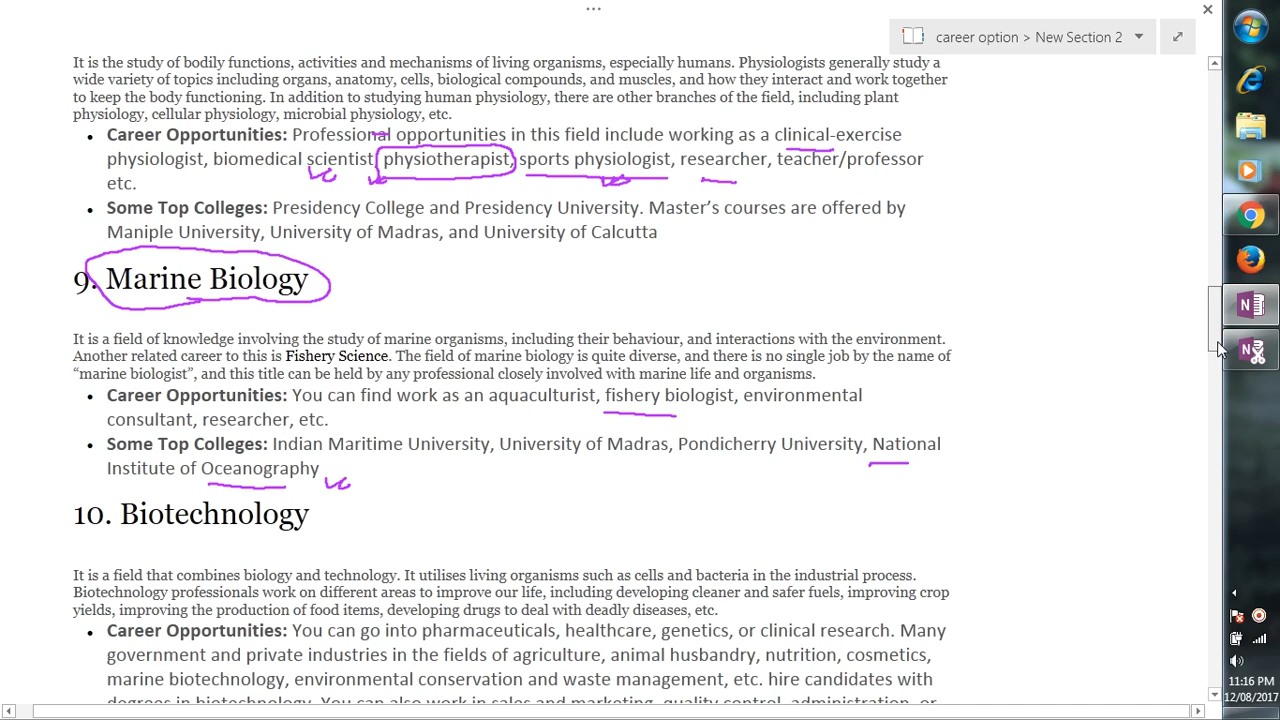 career option > New Section 2
It is the study of bodily functions, activities and mechanisms of living organisms, especially humans. Physiologists generally study a
wide variety of topics including organs, anatomy, cells, biological compounds, and muscles, and how they interact and work together
to keep the body functioning. In addition to studying human physiology, there are other branches of the field, including plant
physiology, cellular physiology, microbial physiology, etc.
• Career Opportunities: Professional opportunities in this field include working as a clinical-exercise
physiologist, biomedical scientist, physiotherapist, sports physiologist, researcher, teacher/professor
etc.
• Some Top Colleges: Presidency College and Presidency University. Master’s courses are offered by
Maniple University, University of Madras, and University of Calcutta
9. Marine Biology
It is a field of knowledge involving the study of marine organisms, including their behaviour, and interactions with the environment.
Another related career to this is Fishery Science. The field of marine biology is quite diverse, and there is no single job by the name of
“marine biologist”, and this title can be held by any professional closely involved with marine life and organisms.
• Career Opportunities: You can find work as an aquaculturist, fishery biologist, environmental
consultant, researcher, etc.
• Some Top Colleges: Indian Maritime University, University of Madras, Pondicherry University, National
Institute of Oceanography
10. Biotechnology
It is a field that combines biology and technology. It utilises living organisms such as cells and bacteria in the industrial process.
Biotechnology professionals work on different areas to improve our life, including developing cleaner and safer fuels, improving crop
yields, improving the production of food items, developing drugs to deal with deadly diseases, etc.
• Career Opportunities: You can go into pharmaceuticals, healthcare, genetics, or clinical research. Many
government and private industries in the fields of agriculture, animal husbandry, nutrition, cosmetics,
marine biotechnology, environmental conservation and waste management, etc. hire candidates with
degrees in biotechnology. You can also work in sales and marketing, quality control, administration, or
11:16 PM
12/08/2017